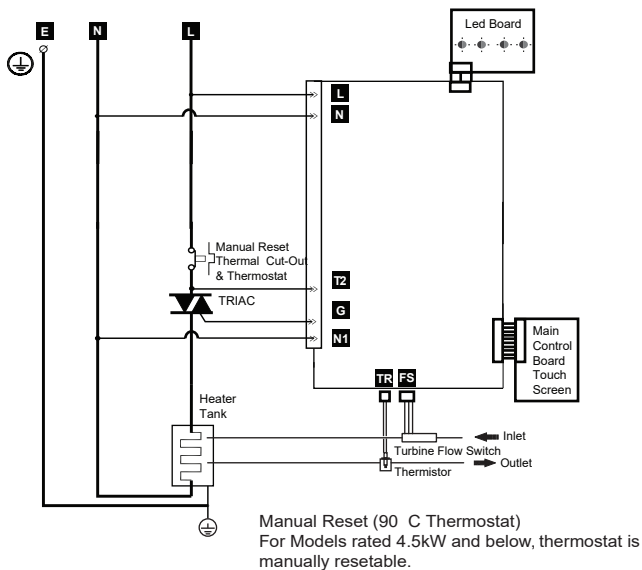 E
N
L
Led Board
L
N
Manual Reset
Thermal Cut-Out
& Thermostat
T2
TRIAC
G
N1
Main
Control
Board
Touch
Screen
TR
FS
Heater
Tank
Inlet
Turbine Flow Switch
Outlet
Thermistor
Manual Reset (90 C Thermostat)
For Models rated 4.5kW and below, thermostat is
manually resetable.